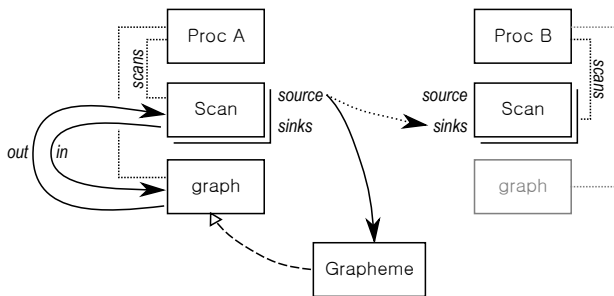 Proc A
Proc B
scans
scans
Scan
source
sinks
source
sinks
Scan
out
in
graph
graph
Grapheme